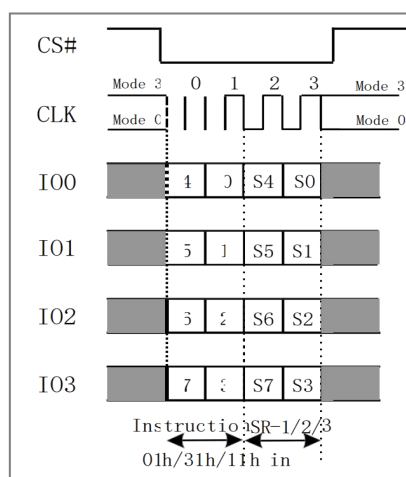 CS#
Mode 3 0 1 2 3 Mode 3
CLK
Mode 0 Mode 0
IO0 4 0 S4 S0
IO1 5 1 S5 S1
IO2 6 2 S6 S2
IO3 7 3 S7 S3
Instruction SR-1/2/3
01h/31h/11h in